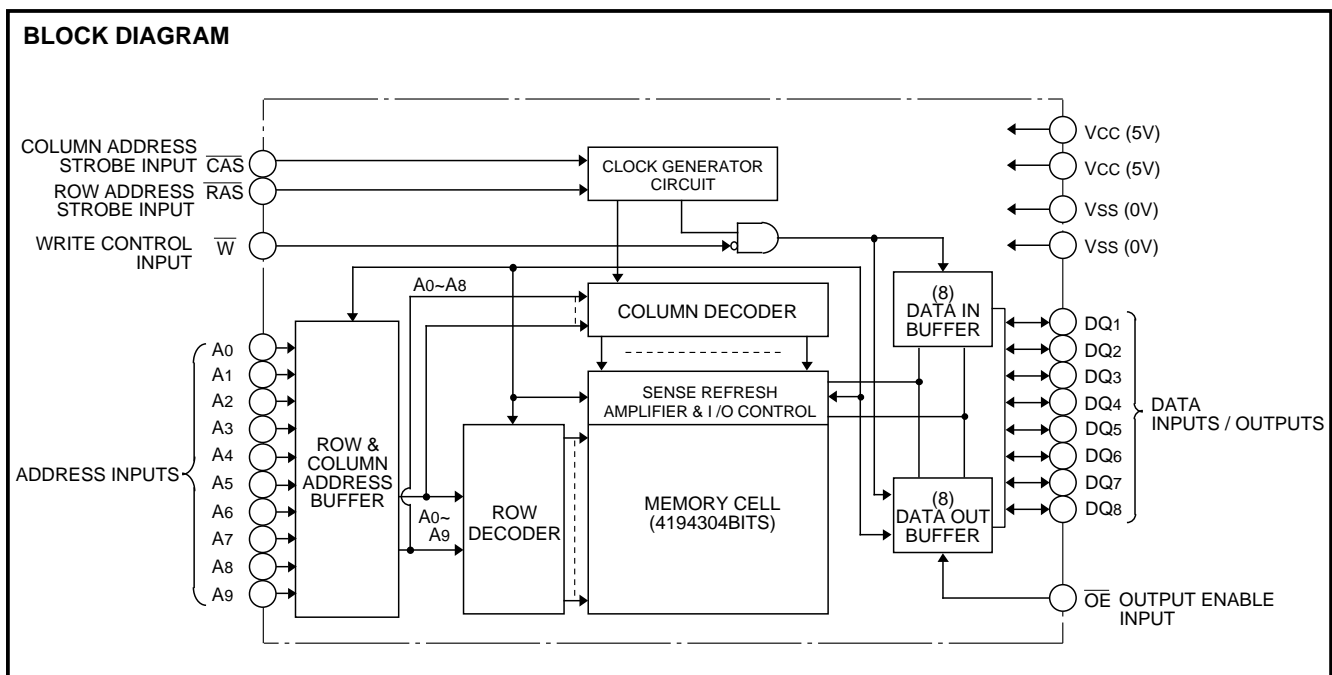 BLOCK DIAGRAM
COLUMN ADDRESS
STROBE INPUT C̅A̅S̅
ROW ADDRESS R̅A̅S̅
STROBE INPUT
WRITE CONTROL W̅
INPUT
CLOCK GENERATOR
CIRCUIT
VCC (5V)
VCC (5V)
VSS (0V)
VSS (0V)
A0~A8
COLUMN DECODER
(8)
DATA IN
BUFFER
ADDRESS INPUTS
A0
A1
A2
A3
A4
A5
A6
A7
A8
A9
ROW &
COLUMN
ADDRESS
BUFFER
A0~
A9
ROW
DECODER
SENSE REFRESH
AMPLIFIER & I /O CONTROL
MEMORY CELL
(4194304BITS)
(8)
DATA OUT
BUFFER
DQ1
DQ2
DQ3
DQ4
DQ5
DQ6
DQ7
DQ8
DATA
INPUTS / OUTPUTS
O̅E̅ OUTPUT ENABLE
INPUT